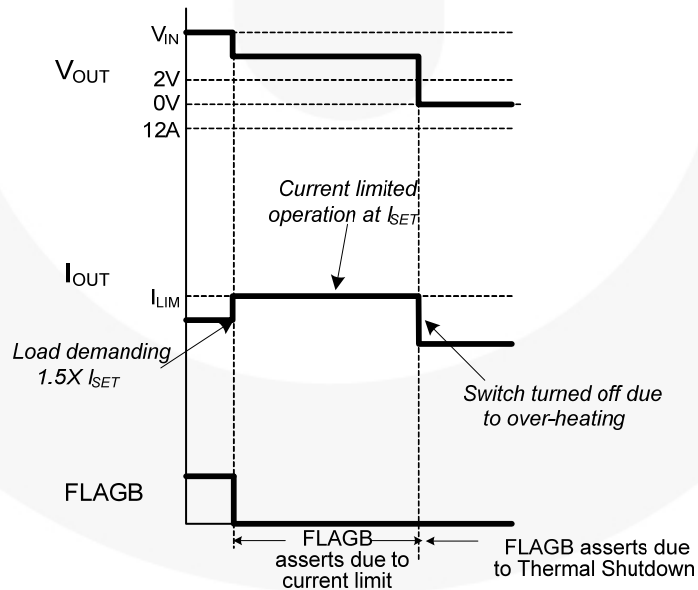 VIN
VOUT
2V
0V
12A
Current limited
operation at ISET
IOUT
ILIM
Load demanding
1.5X ISET
Switch turned off due
to over-heating
FLAGB
FLAGB
asserts due to
current limit
FLAGB asserts due
to Thermal Shutdown